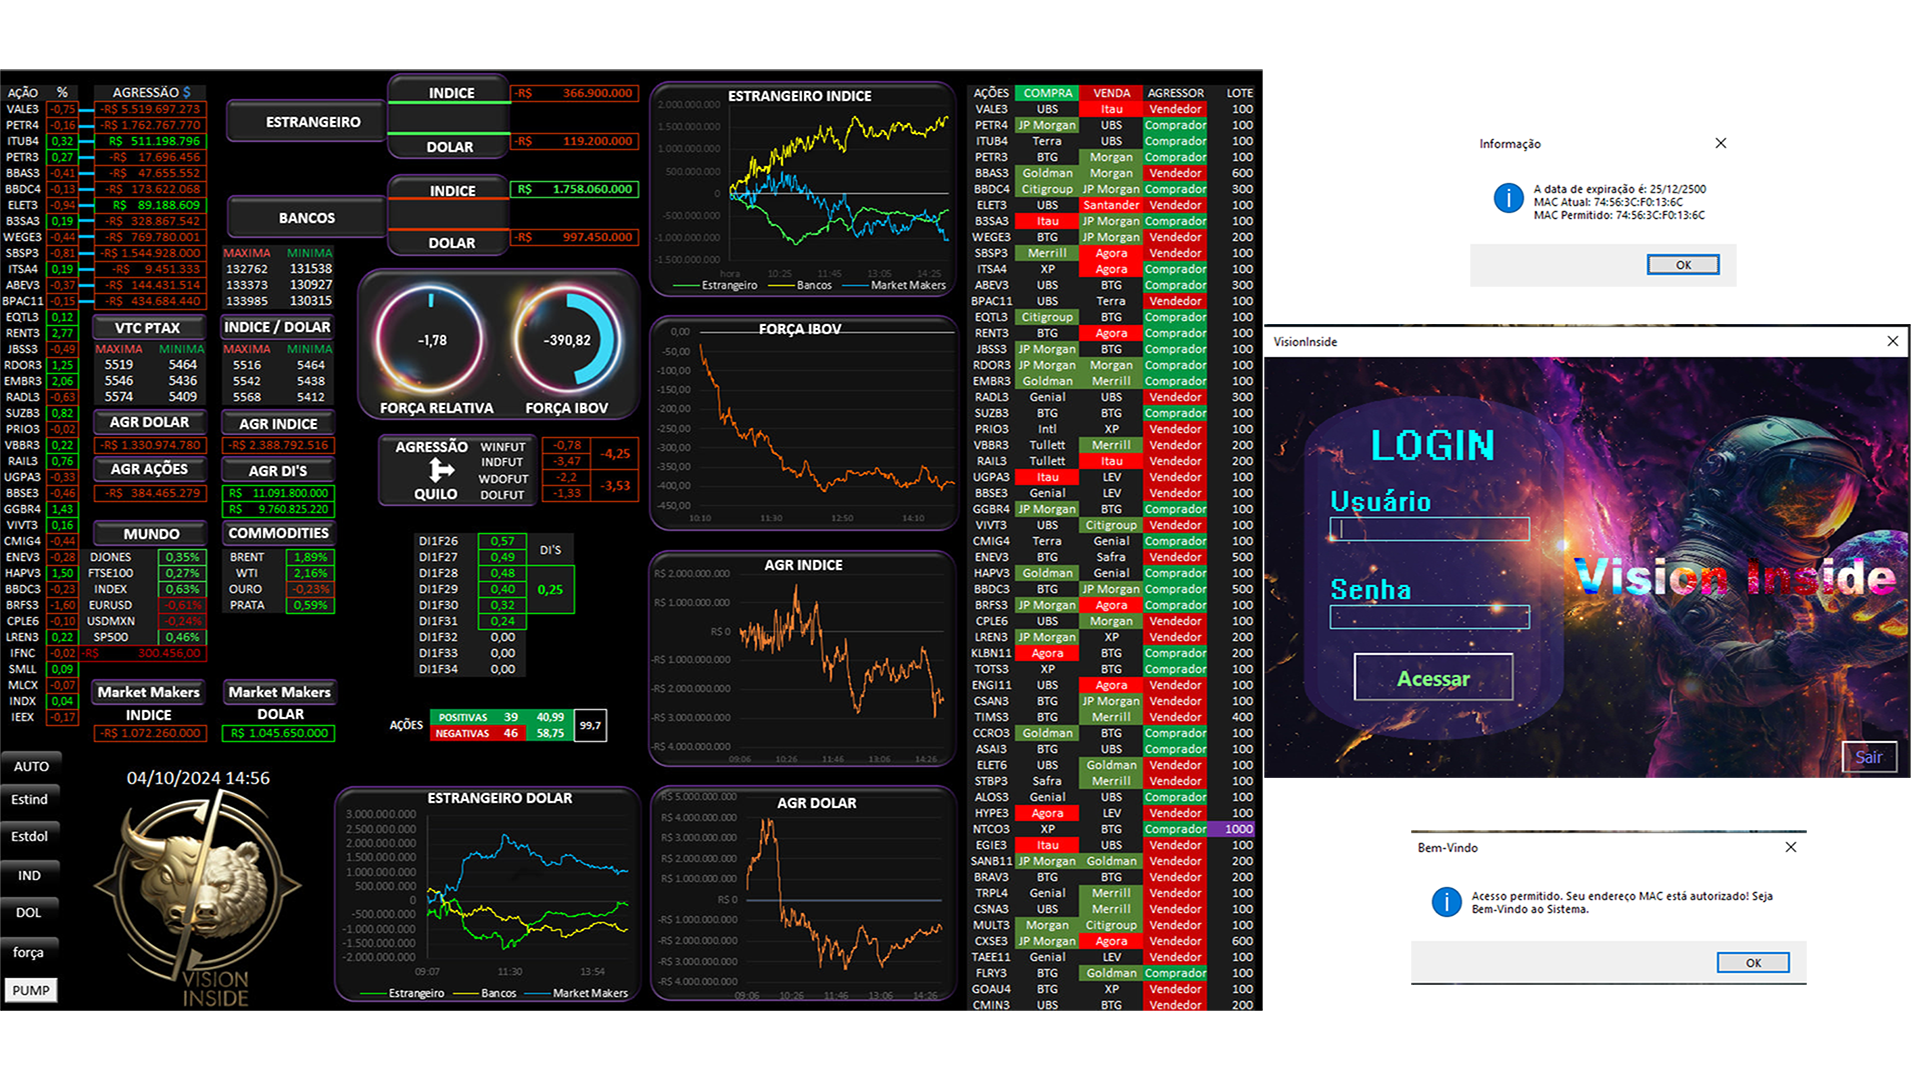 AÇÃO % AGRESSÃO $
VALE3 -0,75 -R$ 5.519.697.273
PETR4 -0,16 -R$ 1.762.767.770
ITUB4 0,32 R$ 511.198.796
PETR3 0,27 -R$ 17.696.456
BBAS3 -0,41 -R$ 47.655.552
BBDC4 -0,13 -R$ 173.622.068
ELET3 -0,94 R$ 89.188.609
B3SA3 0,19 -R$ 328.867.542
WEGE3 -0,44 -R$ 769.780.001
SBSP3 -0,81 -R$ 1.544.928.000
ITSA4 0,19 -R$ 9.451.333
ABEV3 -0,37 -R$ 144.431.514
BPAC11 -0,15 -R$ 434.684.440
EQTL3 0,12
RENT3 2,77
JBSS3 -0,49
RDOR3 1,25
EMBR3 2,06
RADL3 -0,63
SUZB3 0,82
PRIO3 -0,02
VBBR3 0,22
RAIL3 0,76
UGPA3 -0,33
BBSE3 -0,46
GGBR4 1,43
VIVT3 0,16
CMIG4 -0,44
ENEV3 -0,28
HAPV3 1,50
BBDC3 -0,23
BRFS3 -1,60
CPLE6 -0,10
LREN3 0,22
IFNC -0,02 -R$ 300.456,00
SMLL 0,09
MLCX -0,07
INDX 0,04
IEEX -0,17
ESTRANGEIRO
INDICE -R$ 366.900.000
DOLAR -R$ 119.200.000
BANCOS
INDICE R$ 1.758.060.000
DOLAR -R$ 997.450.000
MAXIMA MINIMA
132762 131538
133373 130927
133985 130315
VTC PTAX
MAXIMA MINIMA
5519 5464
5546 5436
5574 5409
INDICE / DOLAR
MAXIMA MINIMA
5516 5464
5542 5438
5568 5412
AGR DOLAR
-R$ 1.330.974.780
AGR INDICE
-R$ 2.388.792.516
AGR AÇÕES
-R$ 384.465.279
AGR DI'S
R$ 11.091.800.000
R$ 9.760.825.220
MUNDO
DJONES 0,35%
FTSE100 0,27%
INDEX 0,63%
EURUSD -0,61%
USDMXN -0,24%
SP500 0,46%
COMMODITIES
BRENT 1,89%
WTI 2,16%
OURO -0,23%
PRATA 0,59%
Market Makers
INDICE
-R$ 1.072.260.000
Market Makers
DOLAR
R$ 1.045.650.000
-1,78
FORÇA RELATIVA
-390,82
FORÇA IBOV
AGRESSÃO
QUILO
WINFUT -0,78
INDFUT -3,47
-4,25
WDOFUT -2,2
DOLFUT -1,33
-3,53
DI1F26 0,57
DI1F27 0,49
DI1F28 0,48
DI1F29 0,40
DI1F30 0,32
DI1F31 0,24
DI1F32 0,00
DI1F33 0,00
DI1F34 0,00
DI'S
0,25
AÇÕES
POSITIVAS 39 40,99
NEGATIVAS 46 58,75
99,7
AUTO
Estind
Estdol
IND
DOL
força
PUMP
04/10/2024 14:56
VISION
INSIDE
ESTRANGEIRO DOLAR
3.000.000.000
2.500.000.000
2.000.000.000
1.500.000.000
1.000.000.000
500.000.000
0
-500.000.000
-1.000.000.000
-1.500.000.000
-2.000.000.000
09:07 11:30 13:54
Estrangeiro Bancos Market Makers
ESTRANGEIRO INDICE
2.000.000.000
1.500.000.000
1.000.000.000
500.000.000
0
-500.000.000
-1.000.000.000
-1.500.000.000
hora 10:25 11:45 13:05 14:25
Estrangeiro Bancos Market Makers
FORÇA IBOV
0,00
-50,00
-100,00
-150,00
-200,00
-250,00
-300,00
-350,00
-400,00
-450,00
10:10 11:30 12:50 14:10
AGR INDICE
R$ 2.000.000.000
R$ 1.000.000.000
R$ 0
-R$ 1.000.000.000
-R$ 2.000.000.000
-R$ 3.000.000.000
-R$ 4.000.000.000
09:06 10:26 11:46 13:06 14:26
AGR DOLAR
R$ 5.000.000.000
R$ 4.000.000.000
R$ 3.000.000.000
R$ 2.000.000.000
R$ 1.000.000.000
R$ 0
-R$ 1.000.000.000
-R$ 2.000.000.000
-R$ 3.000.000.000
-R$ 4.000.000.000
09:06 10:26 11:46 13:06 14:26
AÇÕES COMPRA VENDA AGRESSOR LOTE
VALE3 UBS Itau Vendedor 100
PETR4 JP Morgan UBS Comprador 100
ITUB4 Terra UBS Comprador 100
PETR3 BTG Morgan Comprador 100
BBAS3 Goldman Morgan Vendedor 600
BBDC4 Citigroup JP Morgan Comprador 300
ELET3 UBS Santander Vendedor 100
B3SA3 Itau JP Morgan Comprador 100
WEGE3 BTG JP Morgan Vendedor 200
SBSP3 Merrill Agora Vendedor 100
ITSA4 XP Agora Comprador 100
ABEV3 UBS BTG Comprador 300
BPAC11 UBS Terra Vendedor 100
EQTL3 Citigroup BTG Comprador 100
RENT3 BTG Agora Vendedor 100
JBSS3 JP Morgan BTG Comprador 100
RDOR3 JP Morgan Morgan Comprador 100
EMBR3 Goldman Merrill Comprador 100
RADL3 Genial UBS Vendedor 300
SUZB3 BTG BTG Comprador 100
PRIO3 Intl XP Vendedor 100
VBBR3 Tullett Merrill Vendedor 200
RAIL3 Tullett Itau Vendedor 100
UGPA3 Itau LEV Vendedor 100
BBSE3 Genial LEV Vendedor 100
GGBR4 JP Morgan BTG Comprador 100
VIVT3 UBS Citigroup Vendedor 100
CMIG4 Terra Genial Comprador 100
ENEV3 BTG Safra Vendedor 500
HAPV3 Goldman Genial Comprador 100
BBDC3 BTG JP Morgan Comprador 500
BRFS3 JP Morgan Agora Comprador 100
CPLE6 UBS Morgan Vendedor 100
LREN3 JP Morgan XP Comprador 200
KLBN11 Agora BTG Comprador 200
TOTS3 XP BTG Comprador 100
ENGI11 UBS Agora Vendedor 100
CSAN3 BTG JP Morgan Vendedor 100
TIMS3 BTG Merrill Vendedor 400
CCRO3 Goldman BTG Comprador 100
ASAI3 BTG UBS Comprador 100
ELET6 UBS Goldman Vendedor 100
STBP3 Safra Merrill Vendedor 100
ALOS3 Genial UBS Comprador 100
HYPE3 Agora LEV Vendedor 100
NTCO3 XP BTG Comprador 1000
EGIE3 Itau UBS Vendedor 100
SANB11 JP Morgan Goldman Vendedor 200
BRAV3 BTG BTG Vendedor 200
TRPL4 Genial Merrill Vendedor 100
CSNA3 UBS Merrill Vendedor 100
MULT3 Morgan Citigroup Vendedor 100
CXSE3 JP Morgan Agora Vendedor 600
TAEE11 Genial LEV Vendedor 100
FLRY3 BTG Goldman Comprador 100
GOAU4 BTG XP Vendedor 100
CMIN3 UBS BTG Vendedor 200
Informação
A data de expiração é: 25/12/2500
MAC Atual: 74:56:3C:F0:13:6C
MAC Permitido: 74:56:3C:F0:13:6C
OK
VisionInside
LOGIN
Usuário
Senha
Acessar
Vision Inside
Sair
Bem-Vindo
Acesso permitido. Seu endereço MAC está autorizado! Seja
Bem-Vindo ao Sistema.
OK